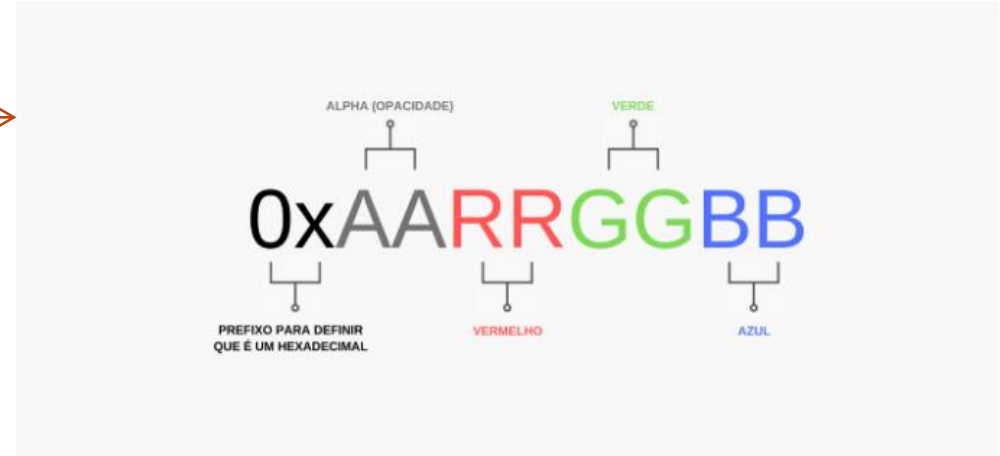 ALPHA (OPACIDADE) VERDE
0xAARRGGBB
PREFIXO PARA DEFINIR
QUE É UM HEXADECIMAL
VERMELHO
AZUL